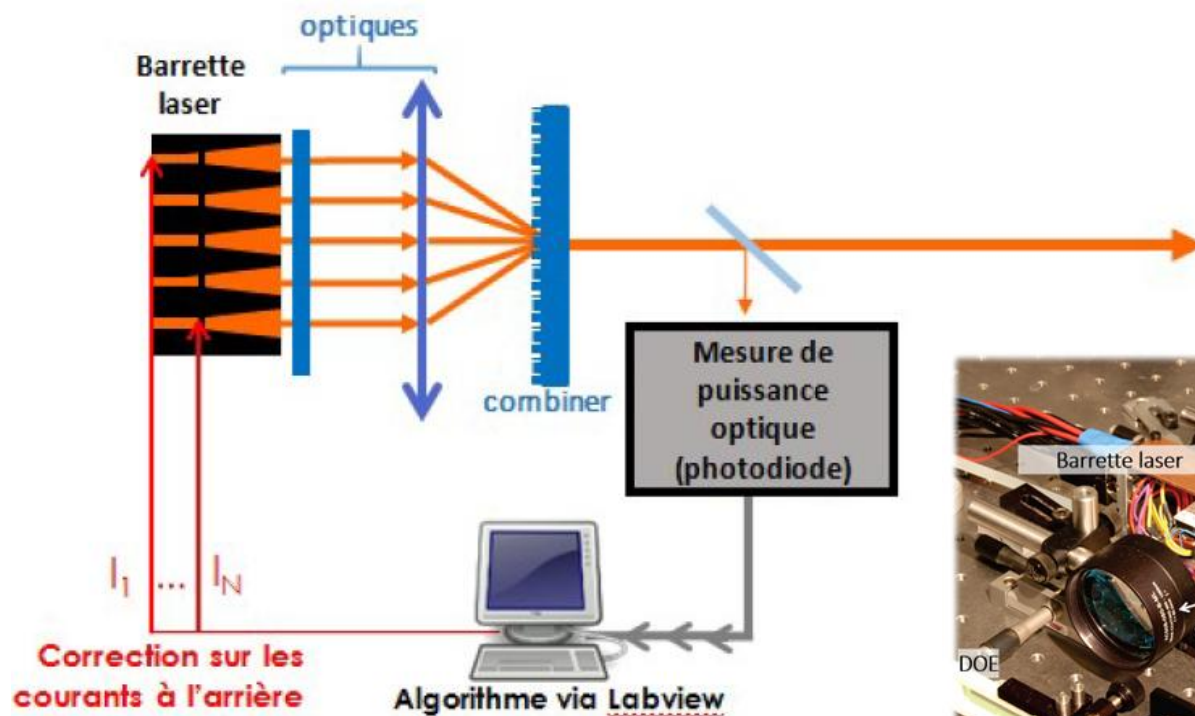 optiques
Barrette
laser
combiner
Mesure de
puissance
optique
(photodiode)
I1 ... IN
Correction sur les
courants à l'arrière
Algorithme via Labview
Barrette laser
DOE